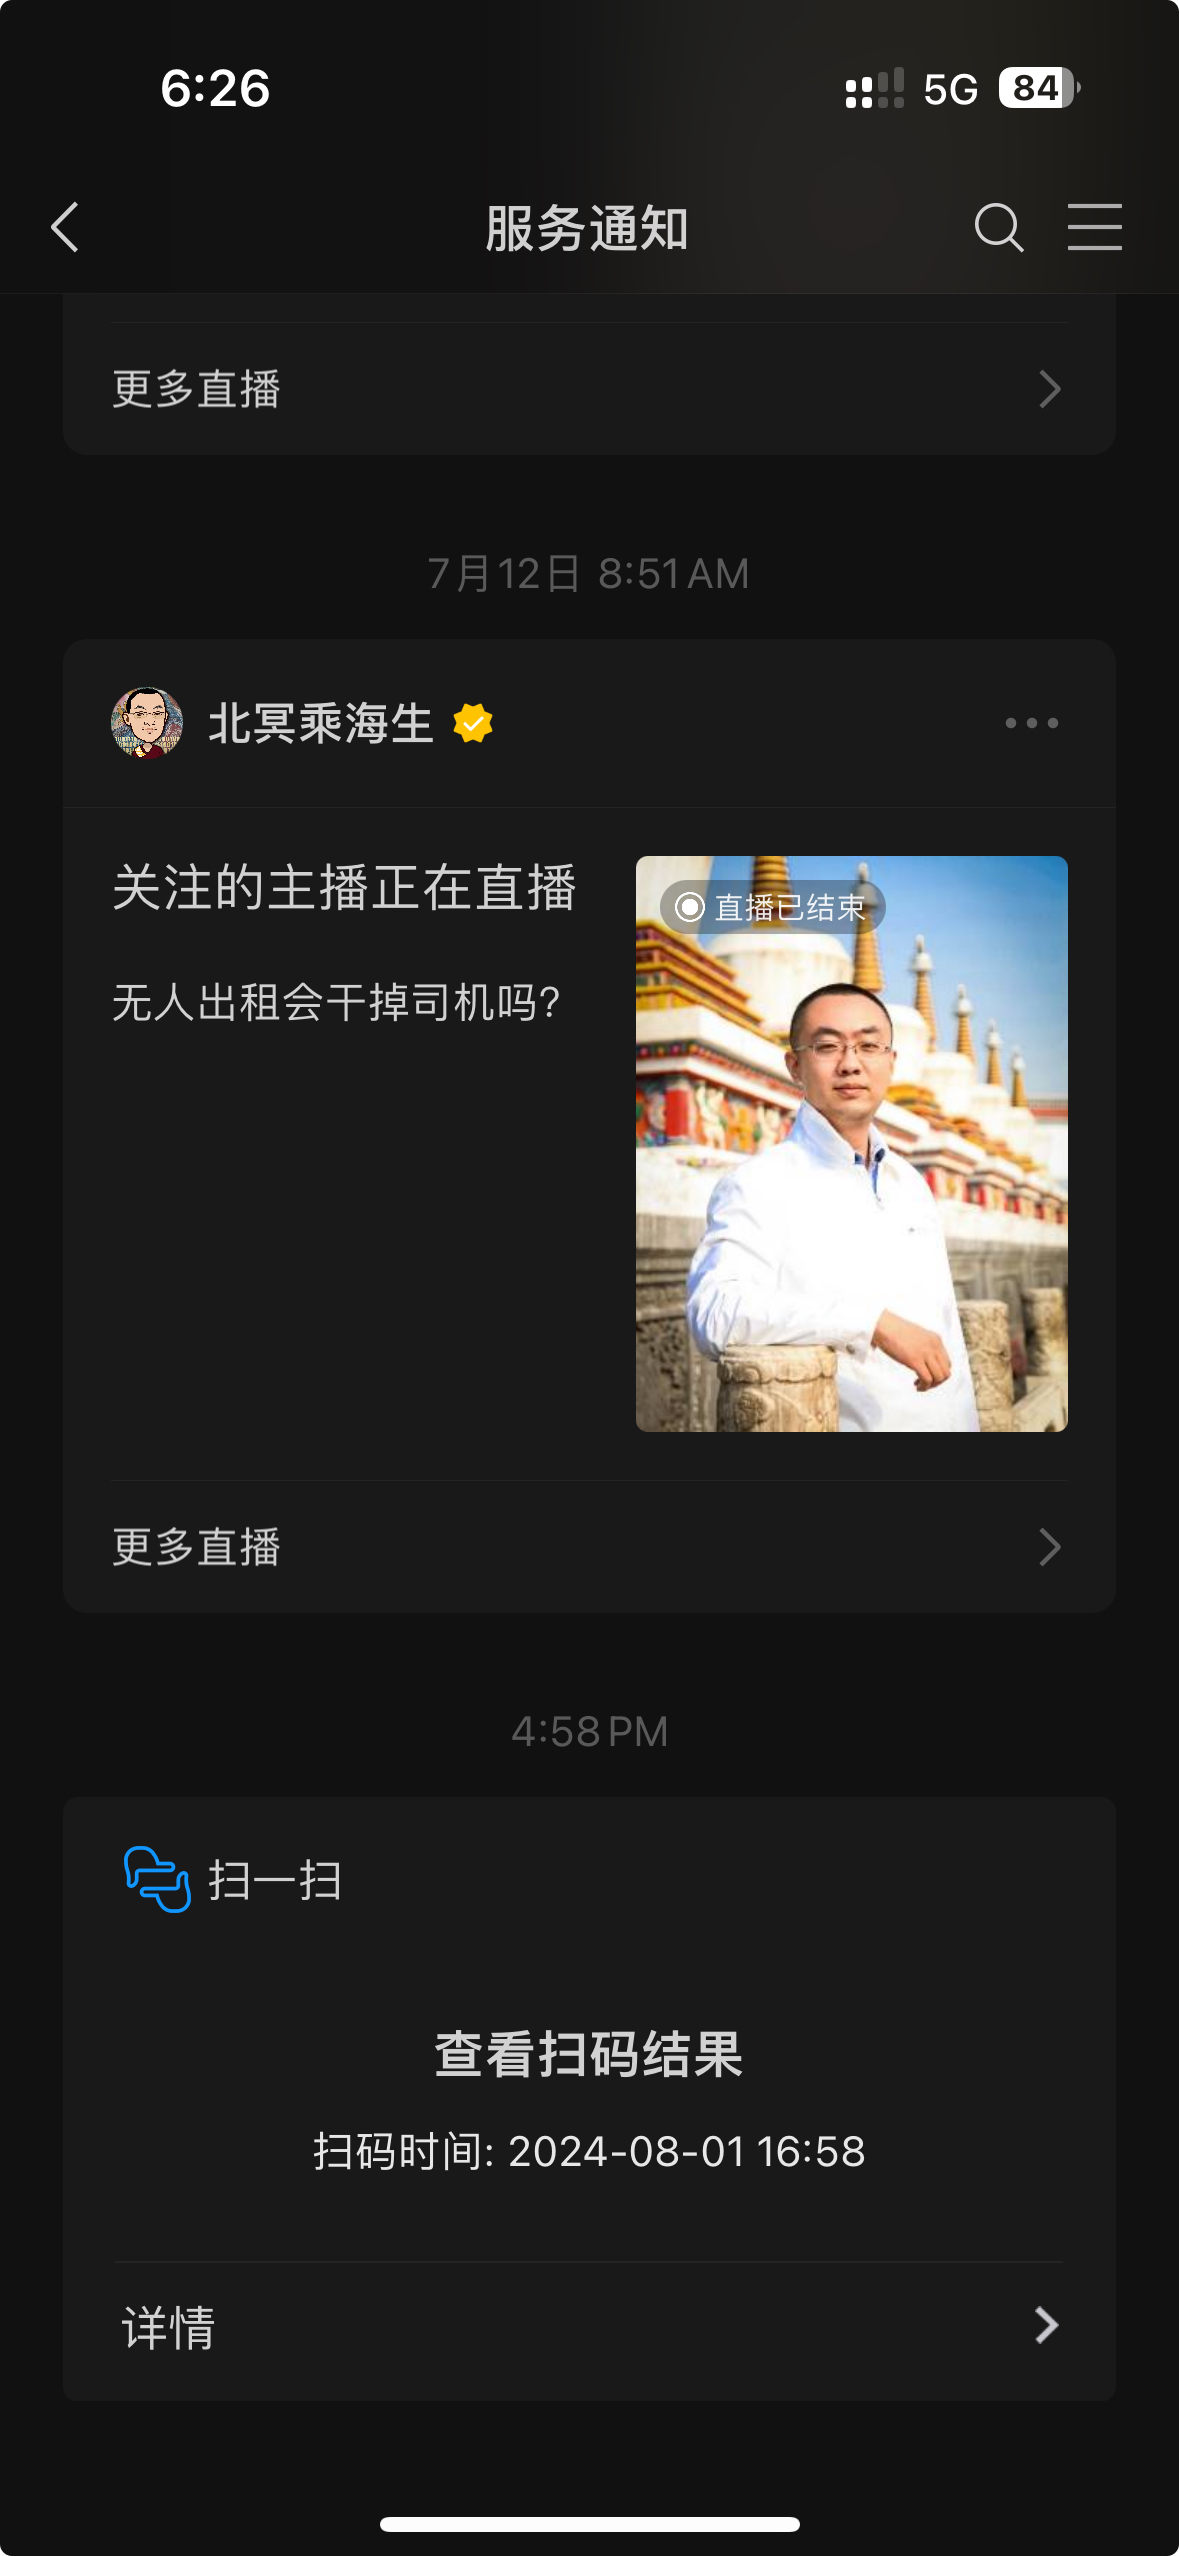 6:26
5G
84
服务通知
更多直播
7月12日 8:51 AM
北冥乘海生
关注的主播正在直播
直播已结束
无人出租会干掉司机吗?
更多直播
4:58 PM
扫一扫
查看扫码结果
扫码时间: 2024-08-01 16:58
详情